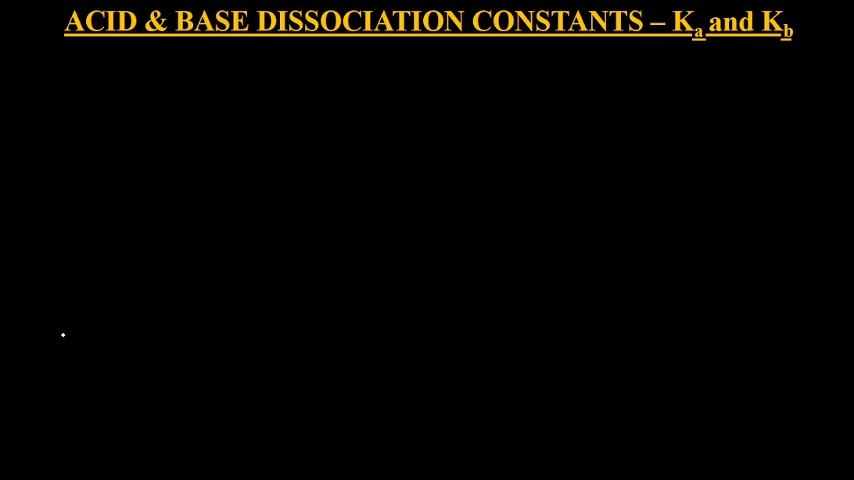 ACID & BASE DISSOCIATION CONSTANTS – Ka and Kb